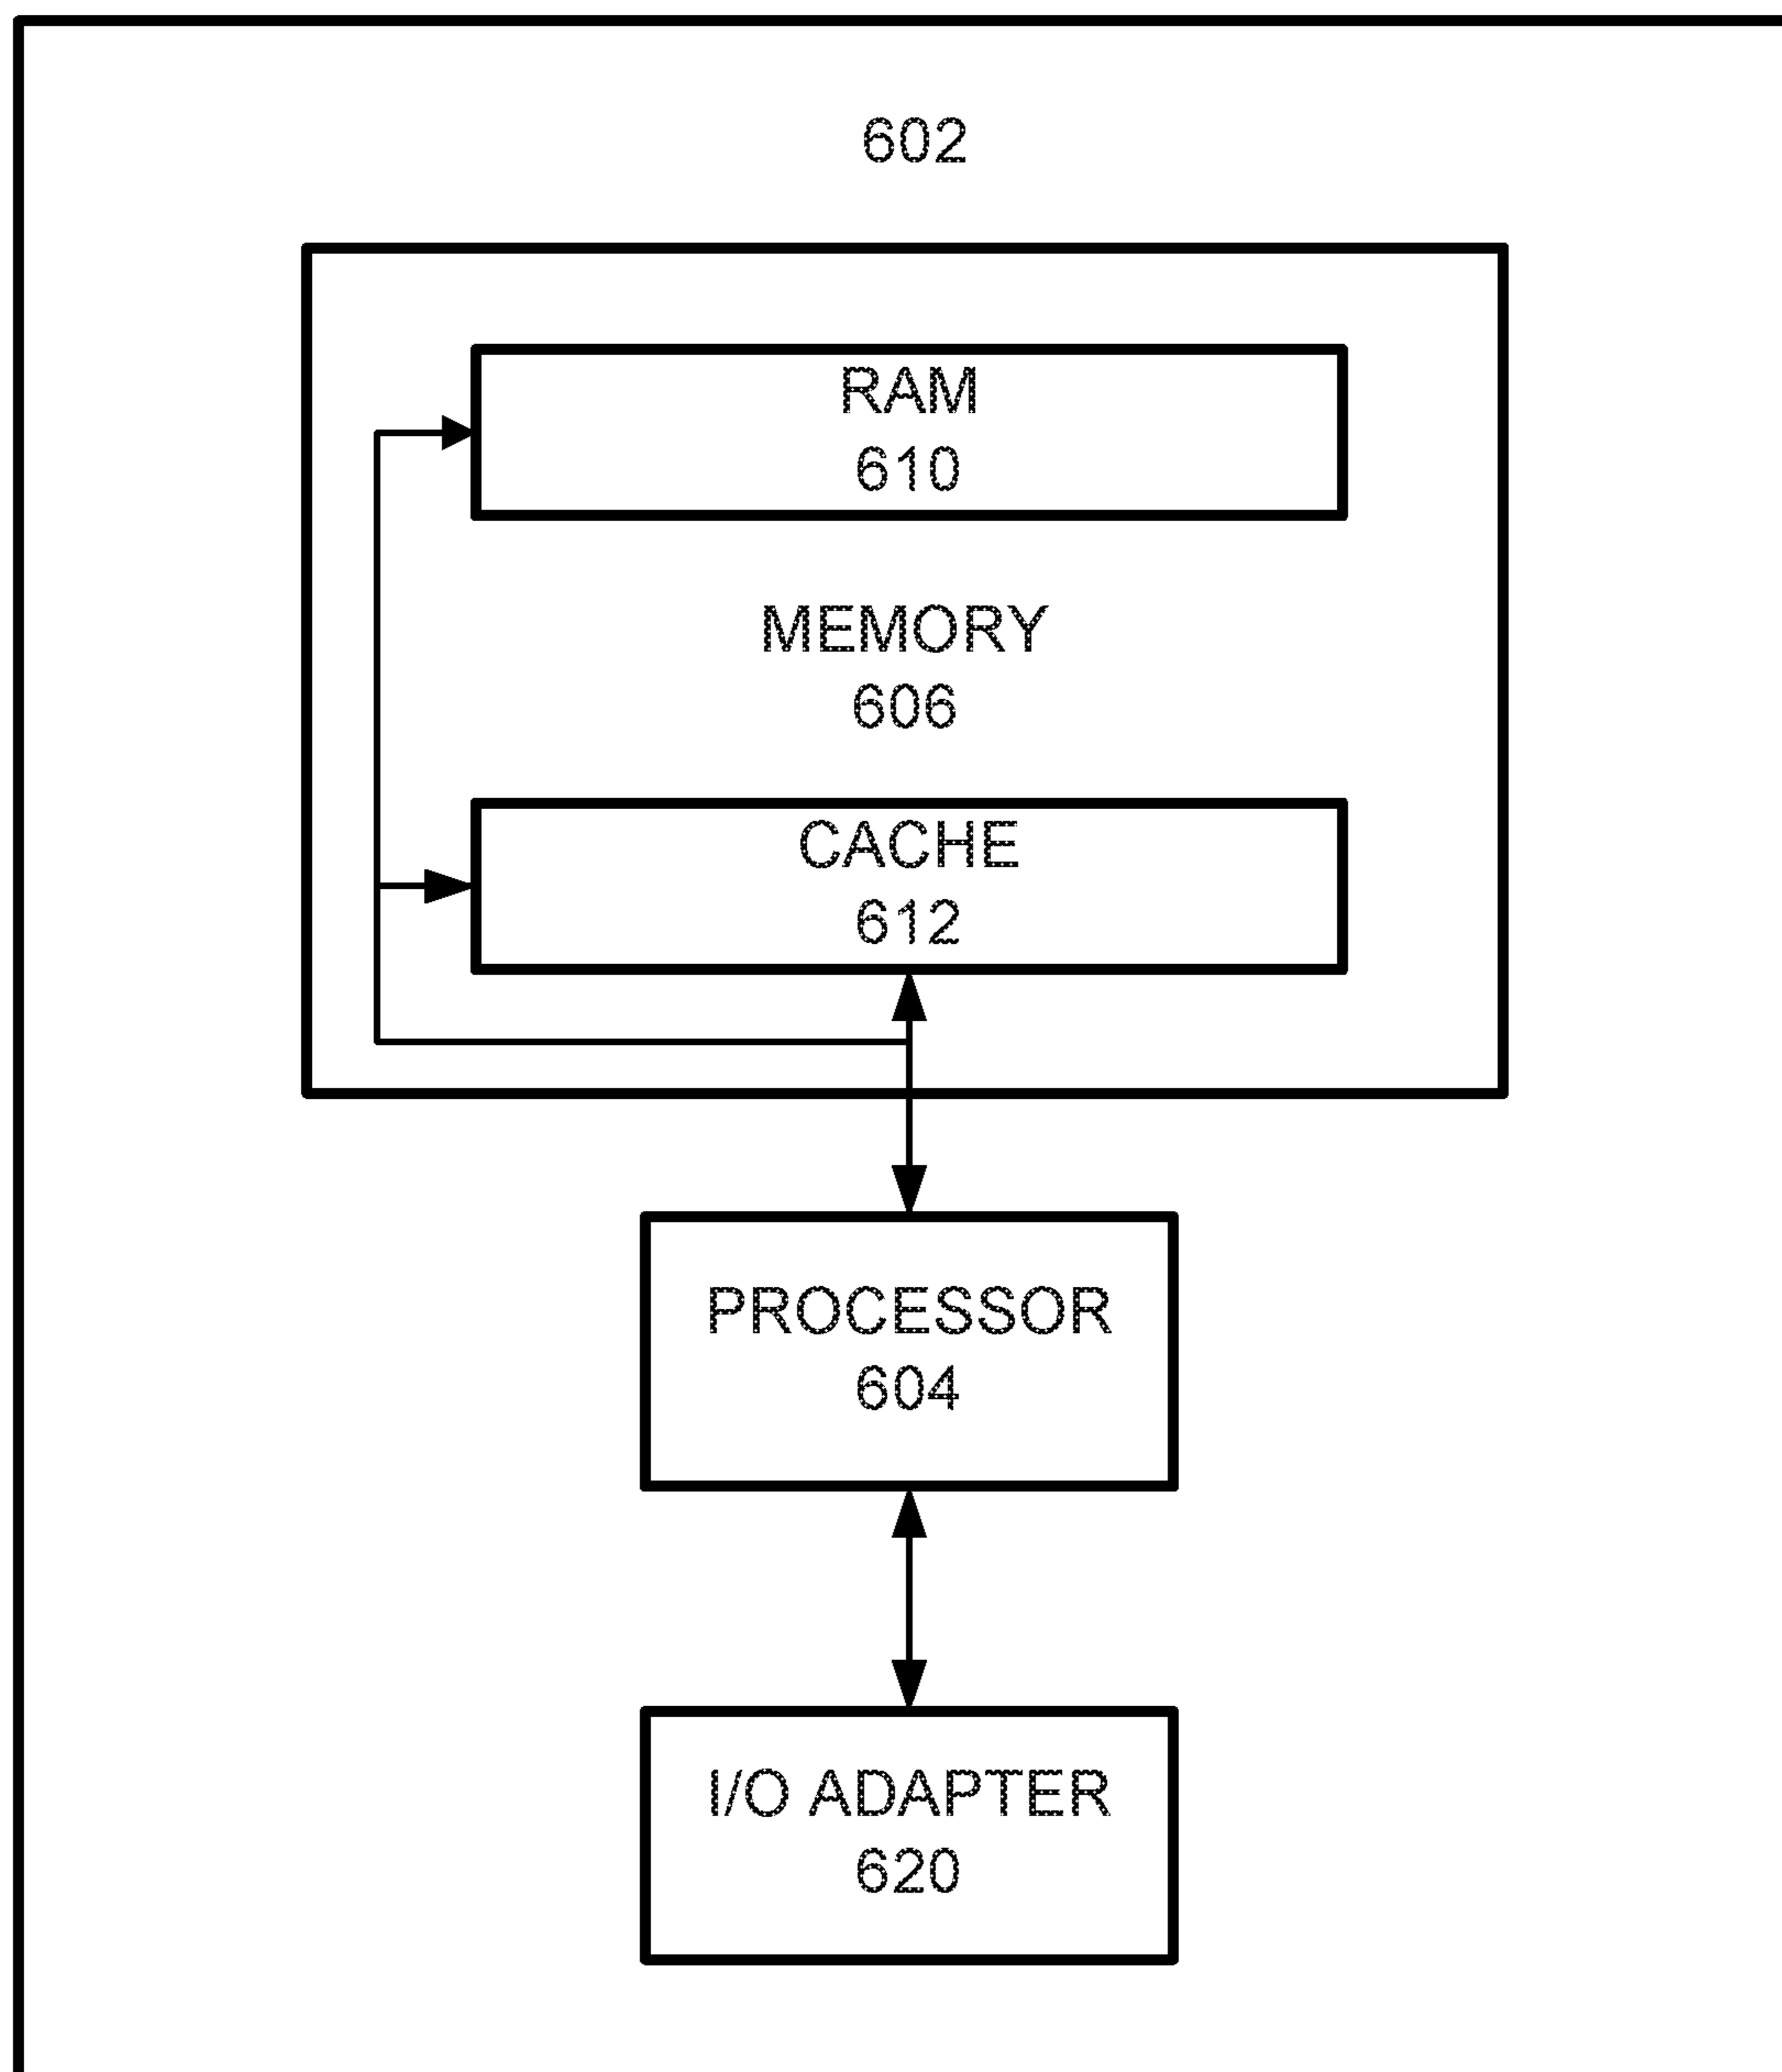 602
RAM
610
MEMORY
606
CACHE
612
PROCESSOR
604
I/O ADAPTER
620